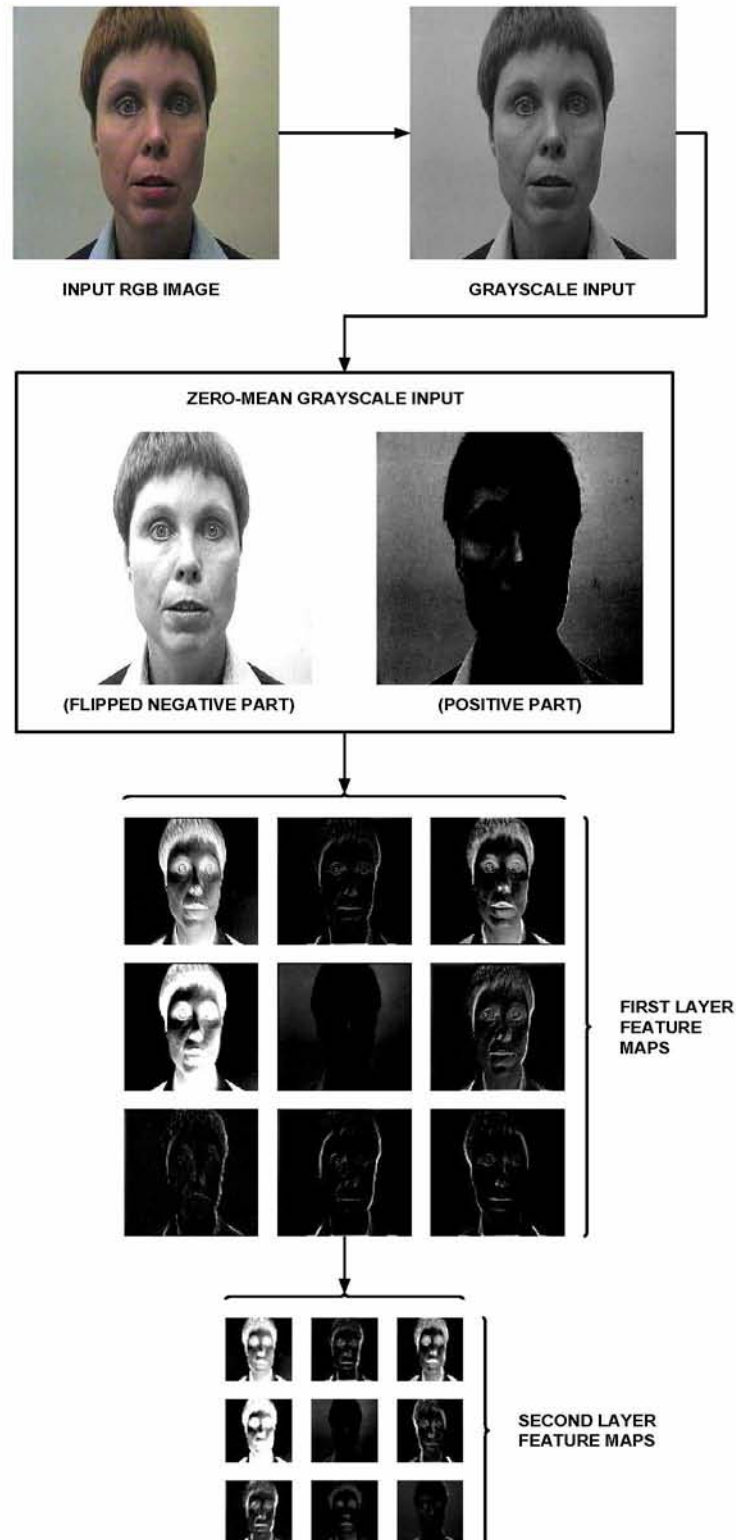 INPUT RGB IMAGE
GRAYSCALE INPUT
ZERO-MEAN GRAYSCALE INPUT
(FLIPPED NEGATIVE PART)
(POSITIVE PART)
FIRST LAYER
FEATURE
MAPS
SECOND LAYER
FEATURE MAPS